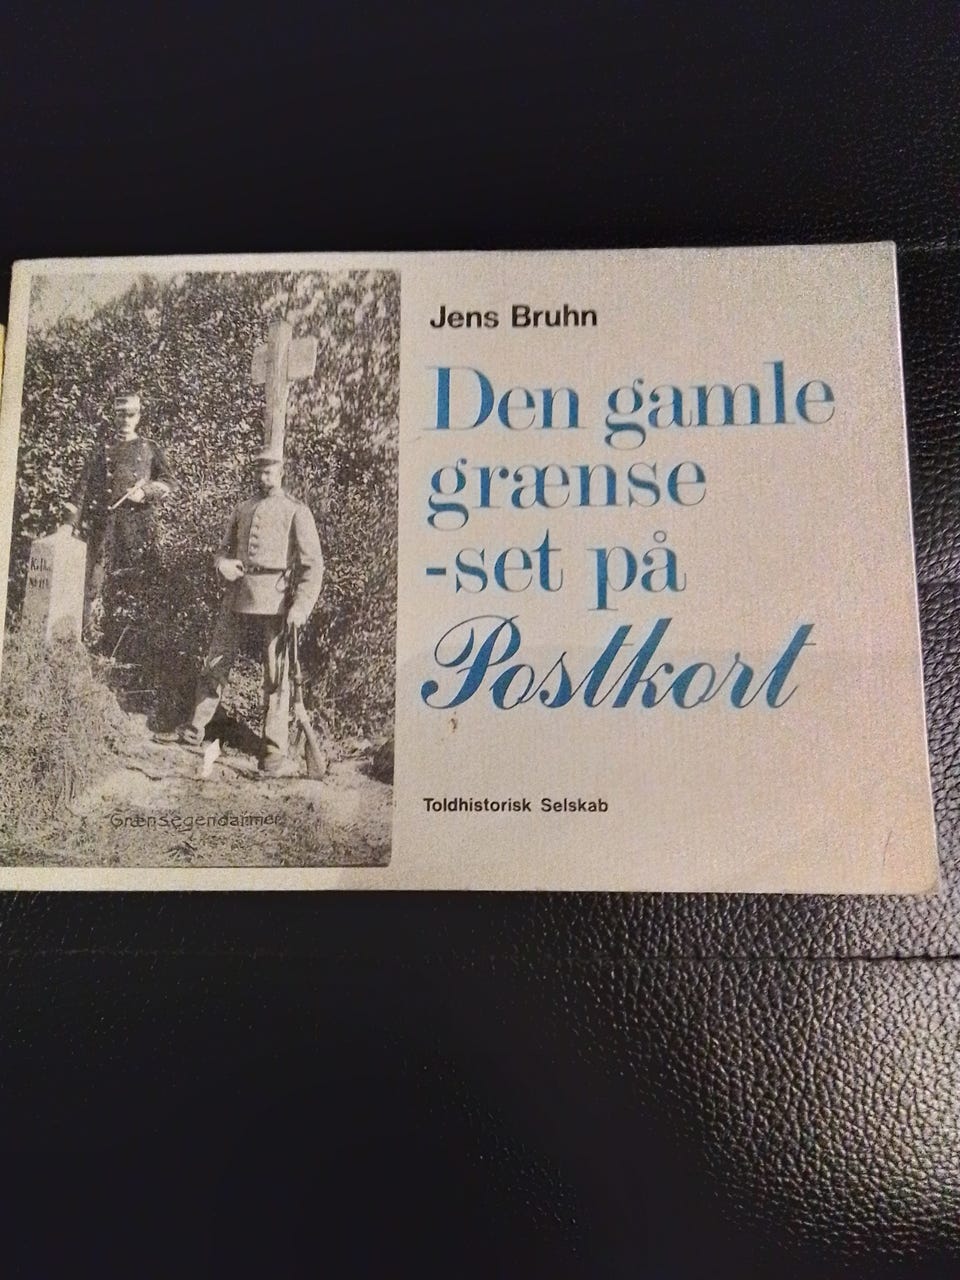 Jens Bruhn
Den gamle
grænse
-set på
Postkort
Toldhistorisk Selskab
Grænsegendarmer